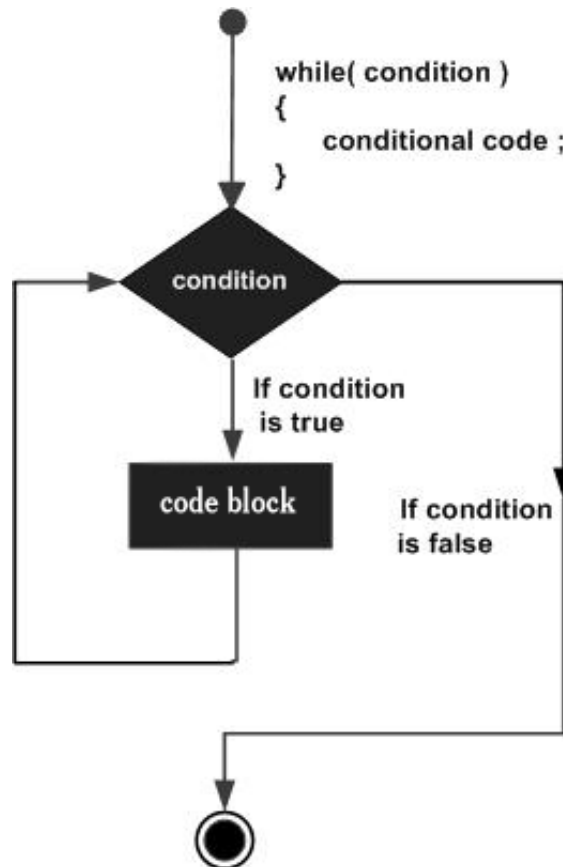 while( condition )
{
conditional code ;
}
condition
If condition
is true
code block
If condition
is false